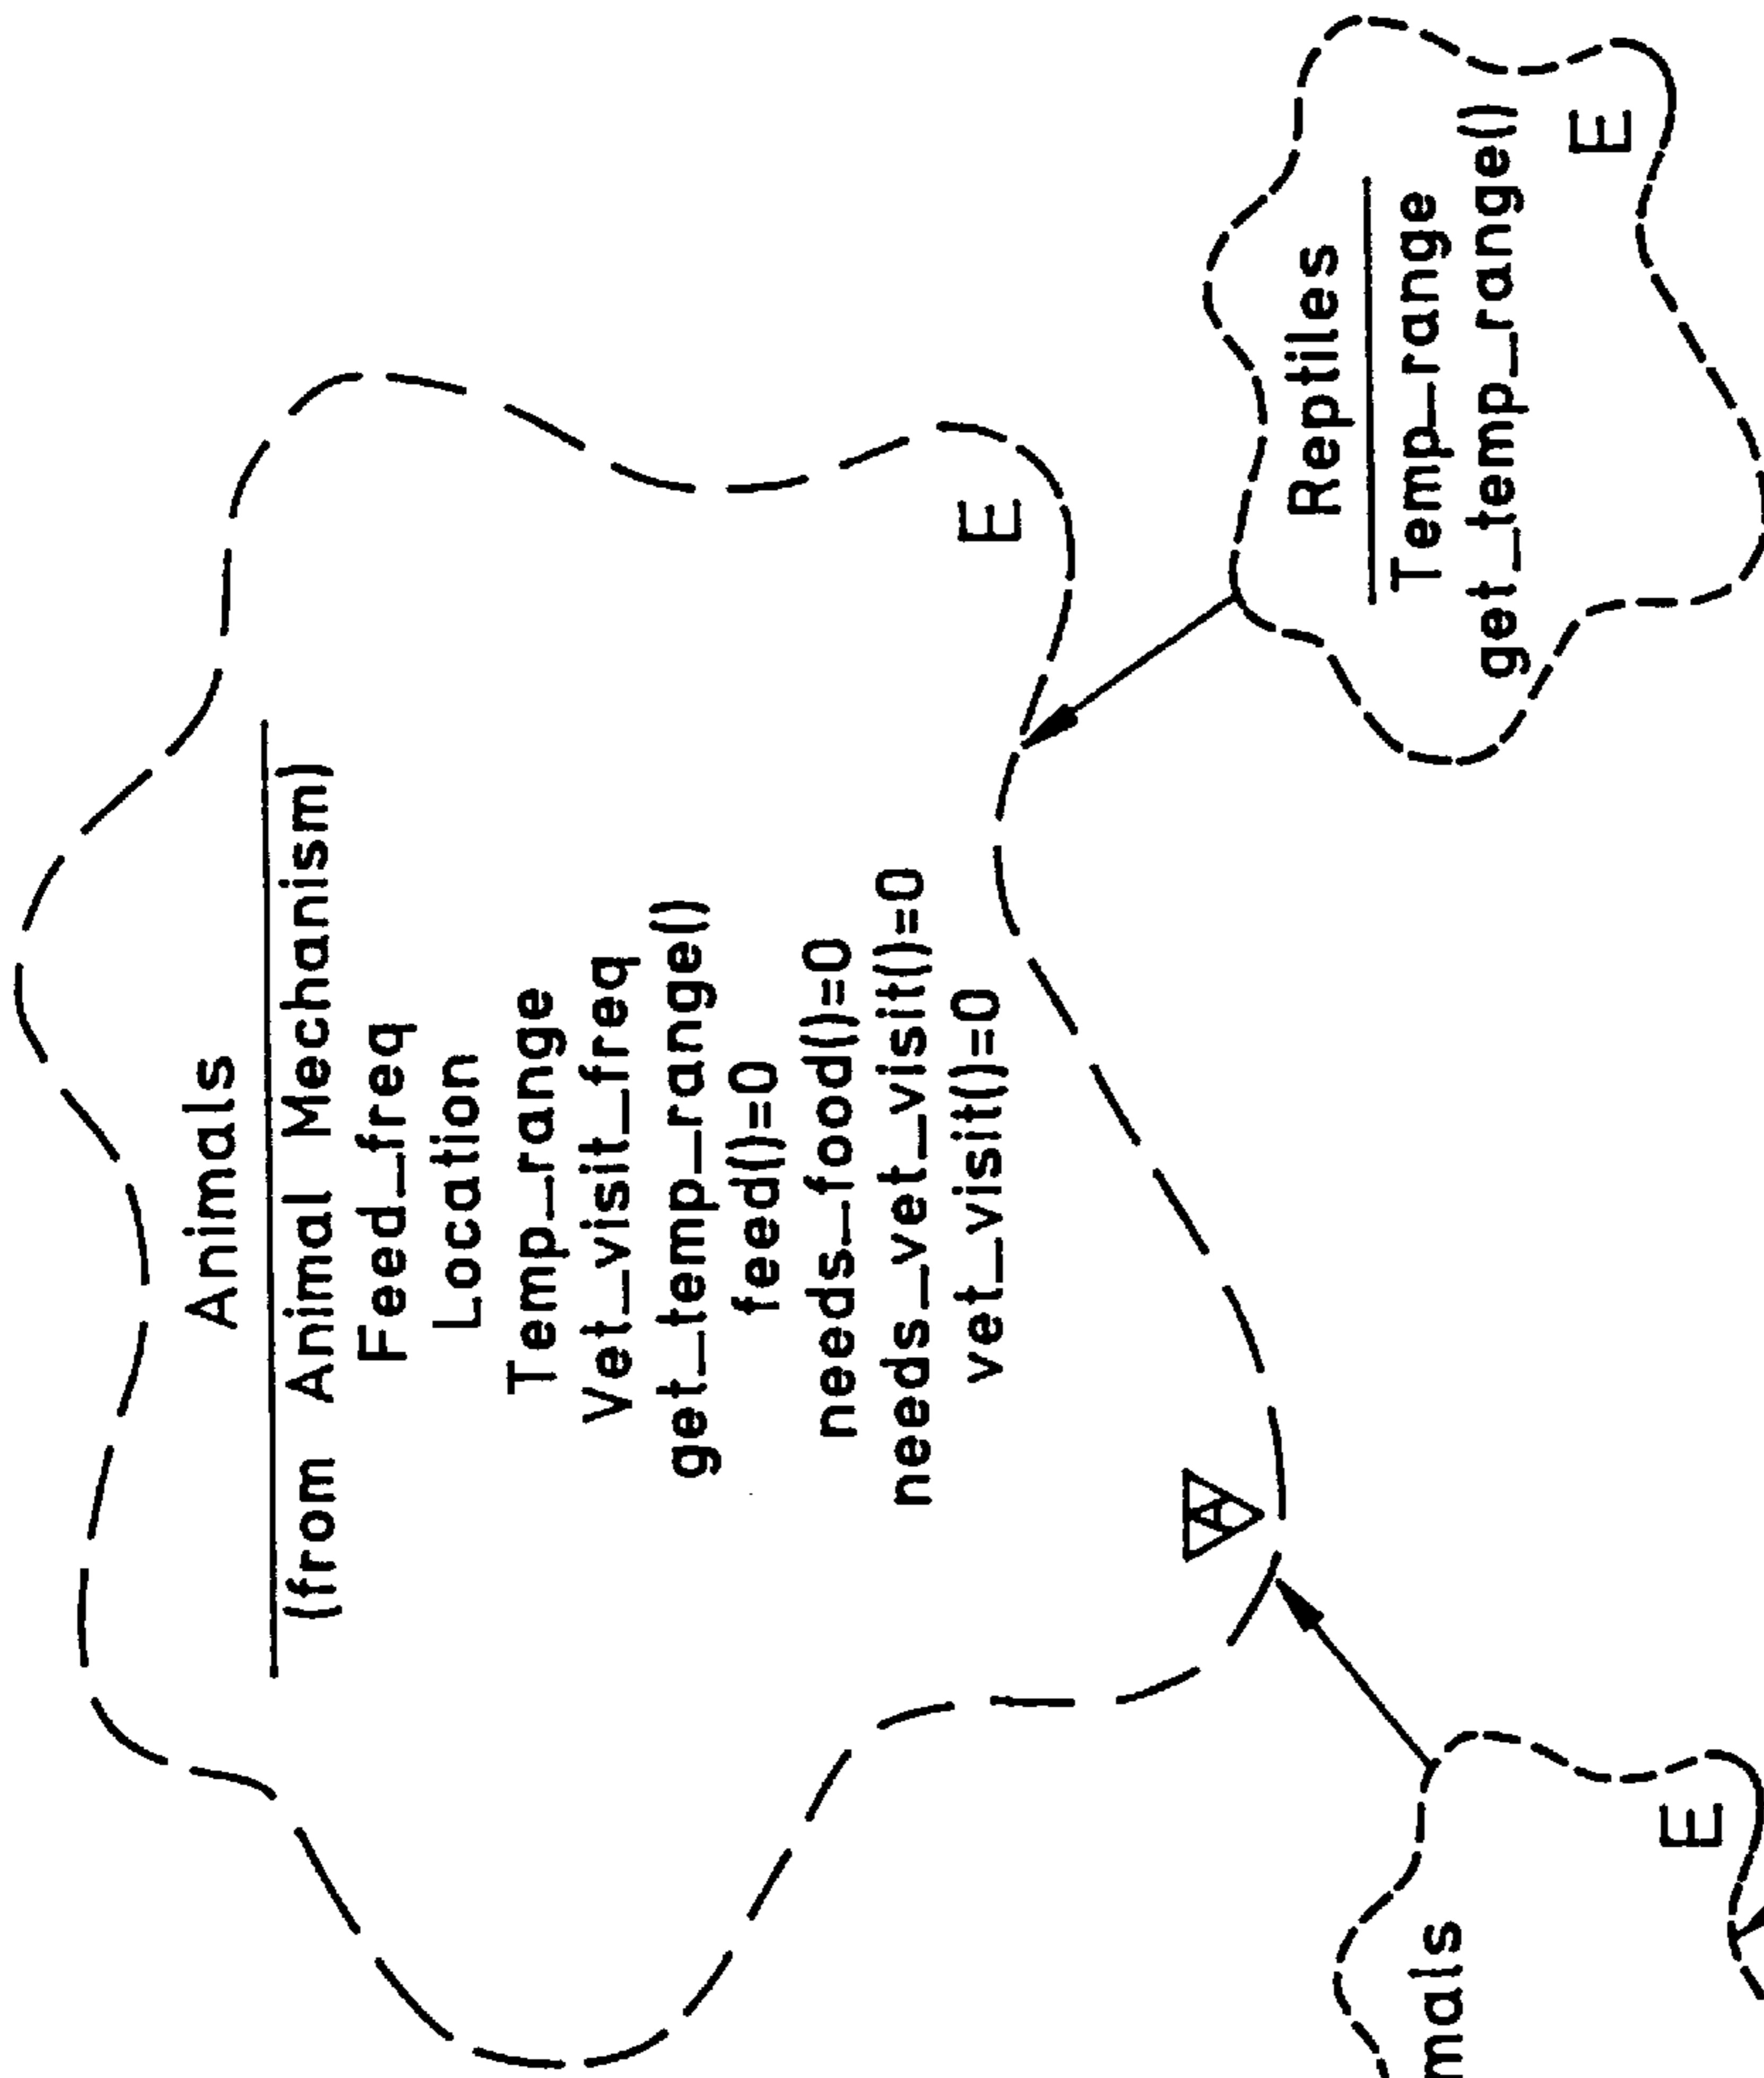 Animals
(from Animal Mechanism)
Feed_freq
Location
Temp_range
Vet_visit_freq
get_temp_range()
feed()=0
needs_food()=0
needs_vet_visit()=0
vet_visit()=0
E
A
Reptiles
Temp_range
get_temp_range()
E
mals
E